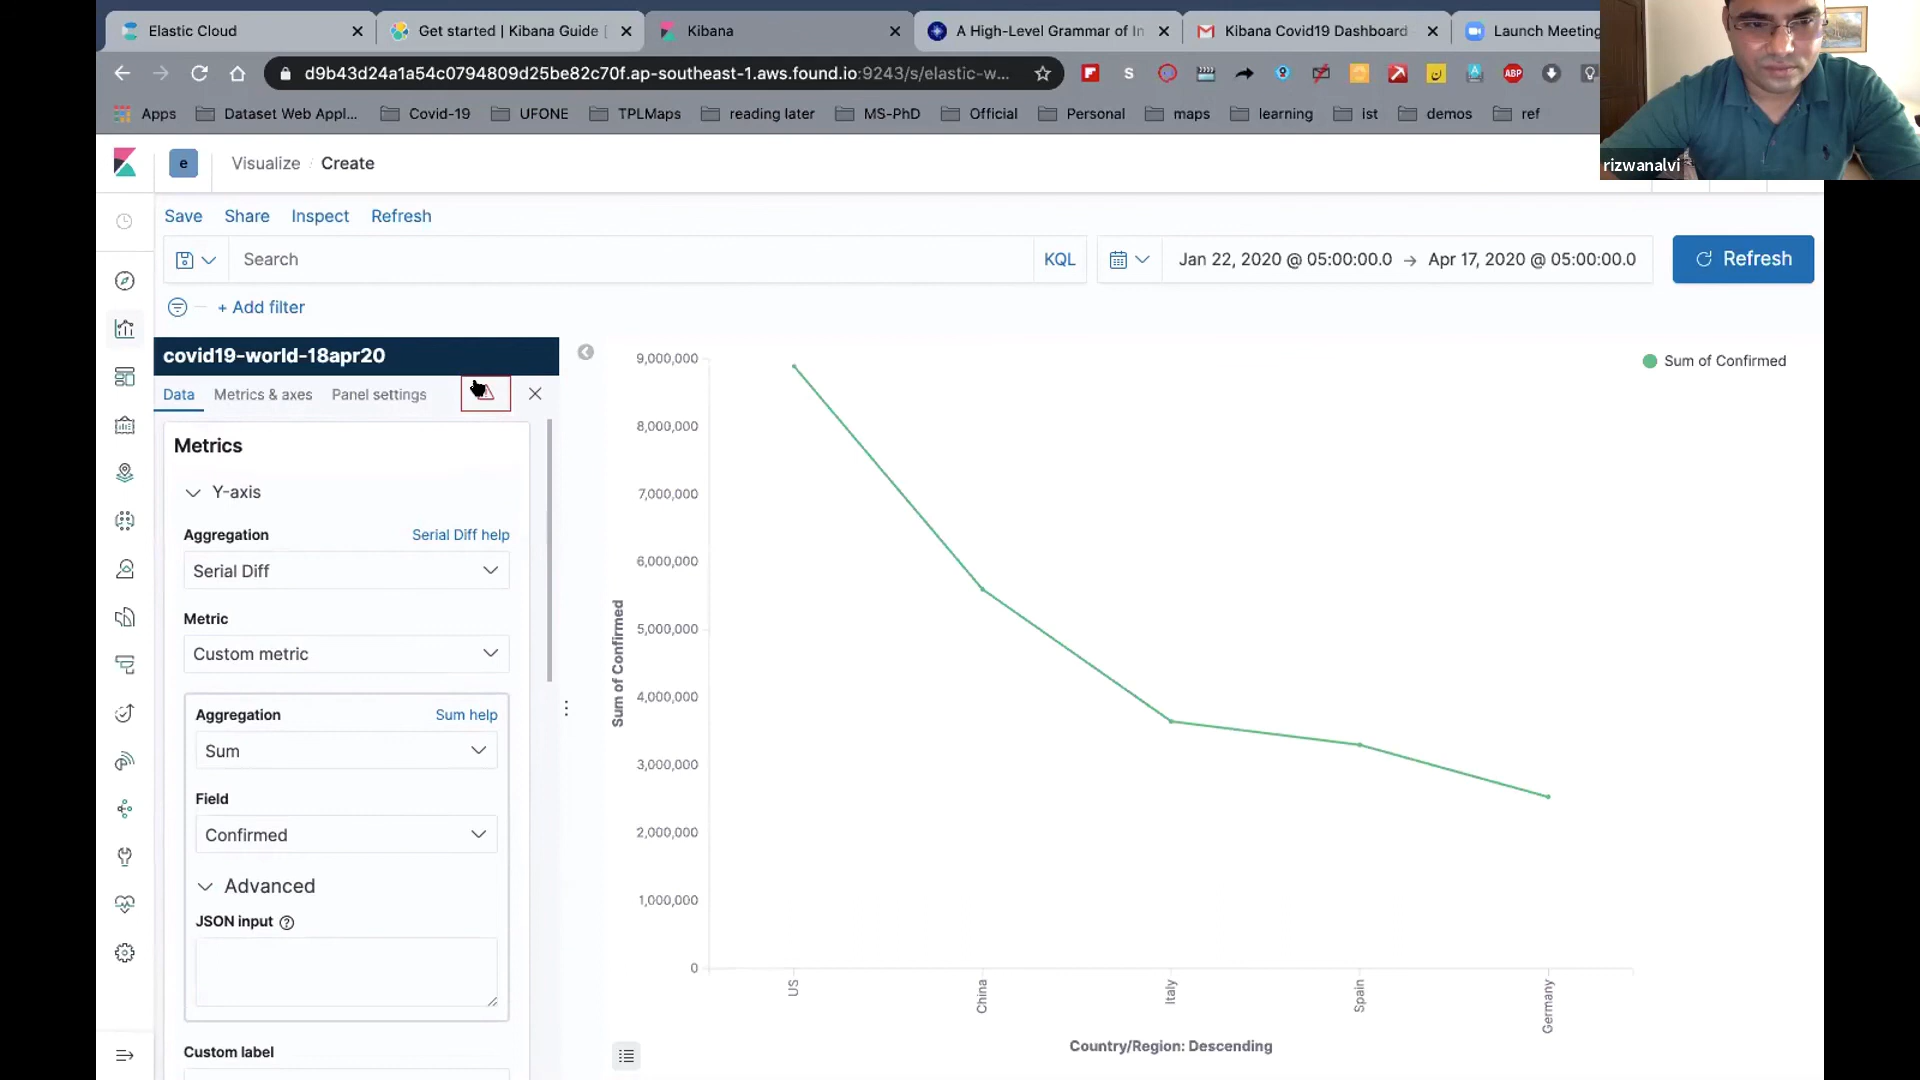 Elastic Cloud
Get started | Kibana Guide
Kibana
A High-Level Grammar of In
Kibana Covid19 Dashboard
Launch Meeting
d9b43d24a1a54c0794809d25be82c70f.ap-southeast-1.aws.found.io:9243/s/elastic-w...
S
ABP
Apps
Dataset Web Appl...
Covid-19
UFONE
TPLMaps
reading later
MS-PhD
Official
Personal
maps
learning
ist
demos
ref
rizwanalvi
e
Visualize
Create
Save
Share
Inspect
Refresh
Search
KQL
Jan 22, 2020 @ 05:00:00.0 → Apr 17, 2020 @ 05:00:00.0
Refresh
+ Add filter
covid19-world-18apr20
Data
Metrics & axes
Panel settings
Metrics
Y-axis
Aggregation
Serial Diff help
Serial Diff
Metric
Custom metric
Aggregation
Sum help
Sum
Field
Confirmed
Advanced
JSON input
Custom label
Sum of Confirmed
9,000,000
8,000,000
7,000,000
6,000,000
5,000,000
4,000,000
3,000,000
2,000,000
1,000,000
0
Sum of Confirmed
US
China
Italy
Spain
Germany
Country/Region: Descending